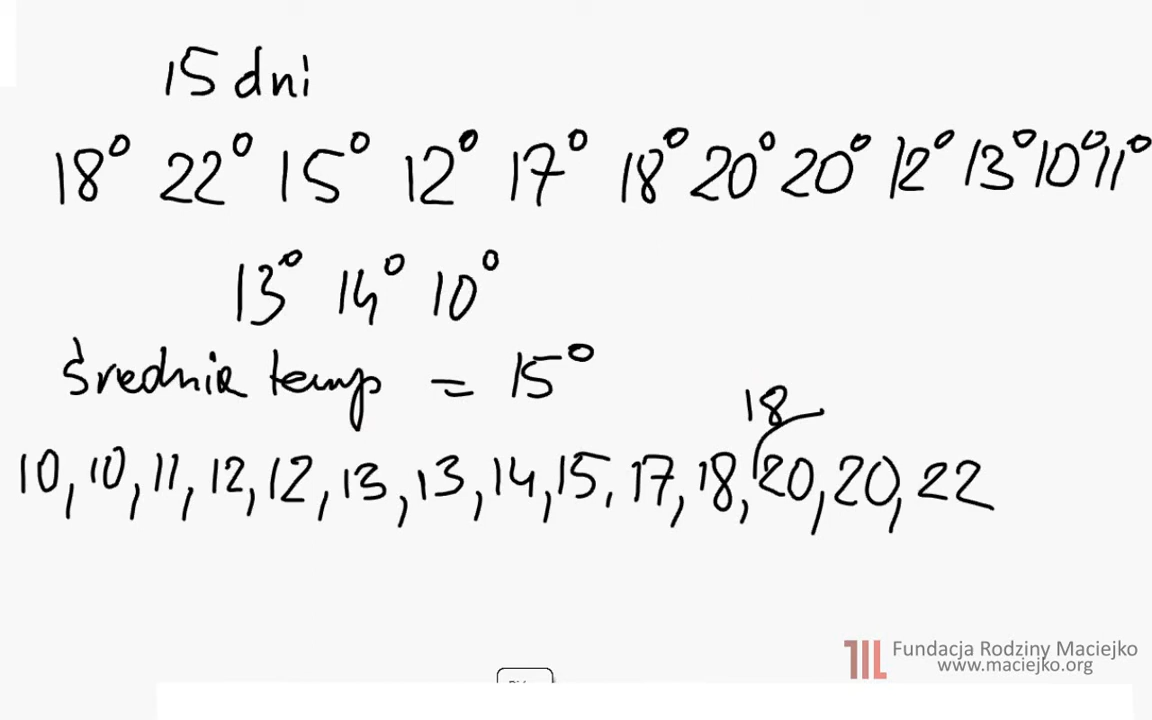 15 dni
18° 22° 15° 12° 17° 18° 20° 20° 12° 13° 10° 11°
13° 14° 10°
średnia temp = 15°
18
10, 10, 11, 12, 12, 13, 13, 14, 15, 17, 18, 20, 20, 22
Fundacja Rodziny Maciejko
www.maciejko.org